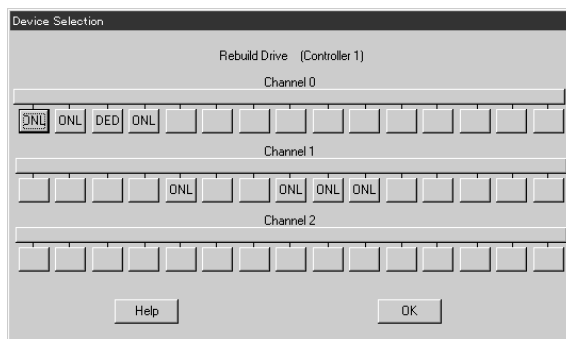 Device Selection
Rebuild Drive (Controller 1)
Channel 0
ONL ONL DED ONL
Channel 1
ONL ONL ONL ONL
Channel 2
Help OK